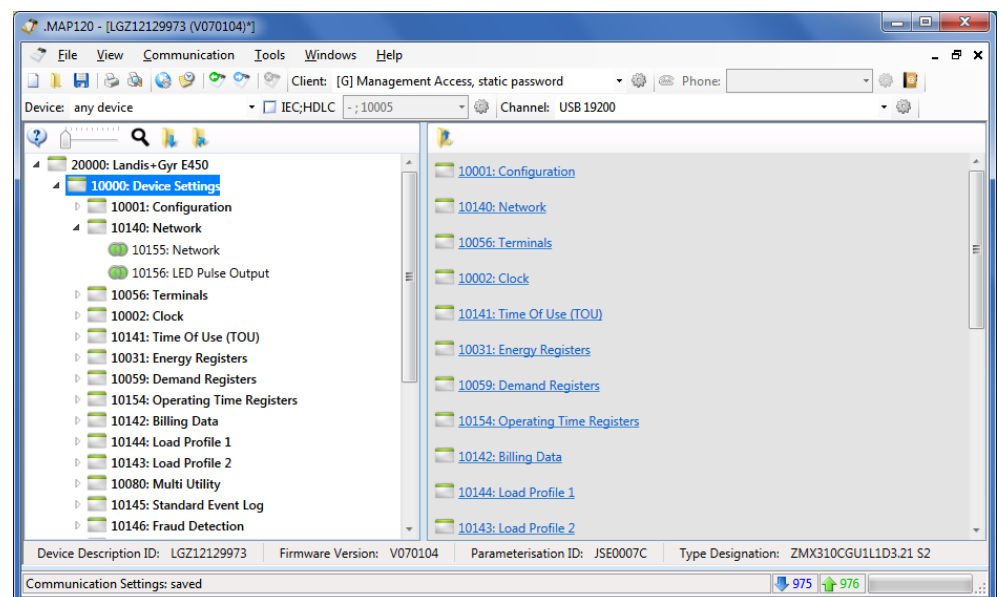 .MAP120 - [LGZ12129973 (V070104)*]
File View Communication Tools Windows Help
Client: [G] Management Access, static password Phone:
Device: any device IEC;HDLC - ; 10005 Channel: USB 19200
20000: Landis+Gyr E450
10000: Device Settings
10001: Configuration
10140: Network
10155: Network
10156: LED Pulse Output
10056: Terminals
10002: Clock
10141: Time Of Use (TOU)
10031: Energy Registers
10059: Demand Registers
10154: Operating Time Registers
10142: Billing Data
10144: Load Profile 1
10143: Load Profile 2
10080: Multi Utility
10145: Standard Event Log
10146: Fraud Detection
10001: Configuration
10140: Network
10056: Terminals
10002: Clock
10141: Time Of Use (TOU)
10031: Energy Registers
10059: Demand Registers
10154: Operating Time Registers
10142: Billing Data
10144: Load Profile 1
10143: Load Profile 2
Device Description ID: LGZ12129973 Firmware Version: V070104 Parameterisation ID: JSE0007C Type Designation: ZMX310CGU1L1D3.21 S2
Communication Settings: saved 975 976